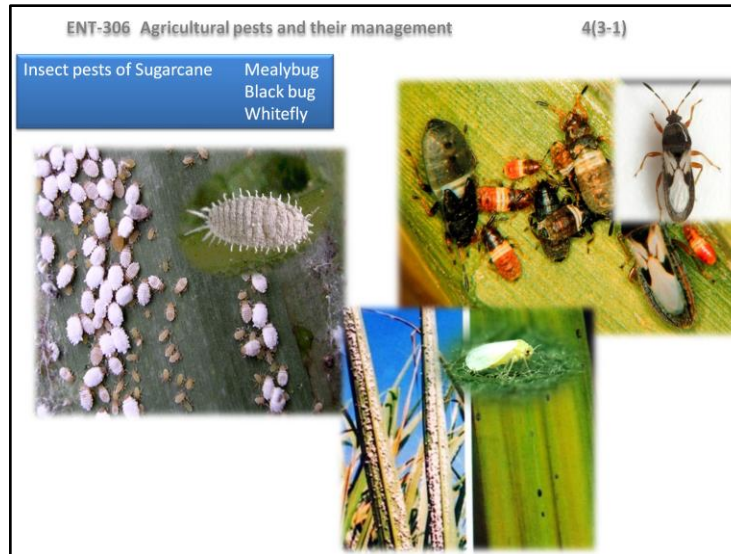 ENT-306 Agricultural pests and their management 4(3-1)
Insect pests of Sugarcane Mealybug
Black bug
Whitefly